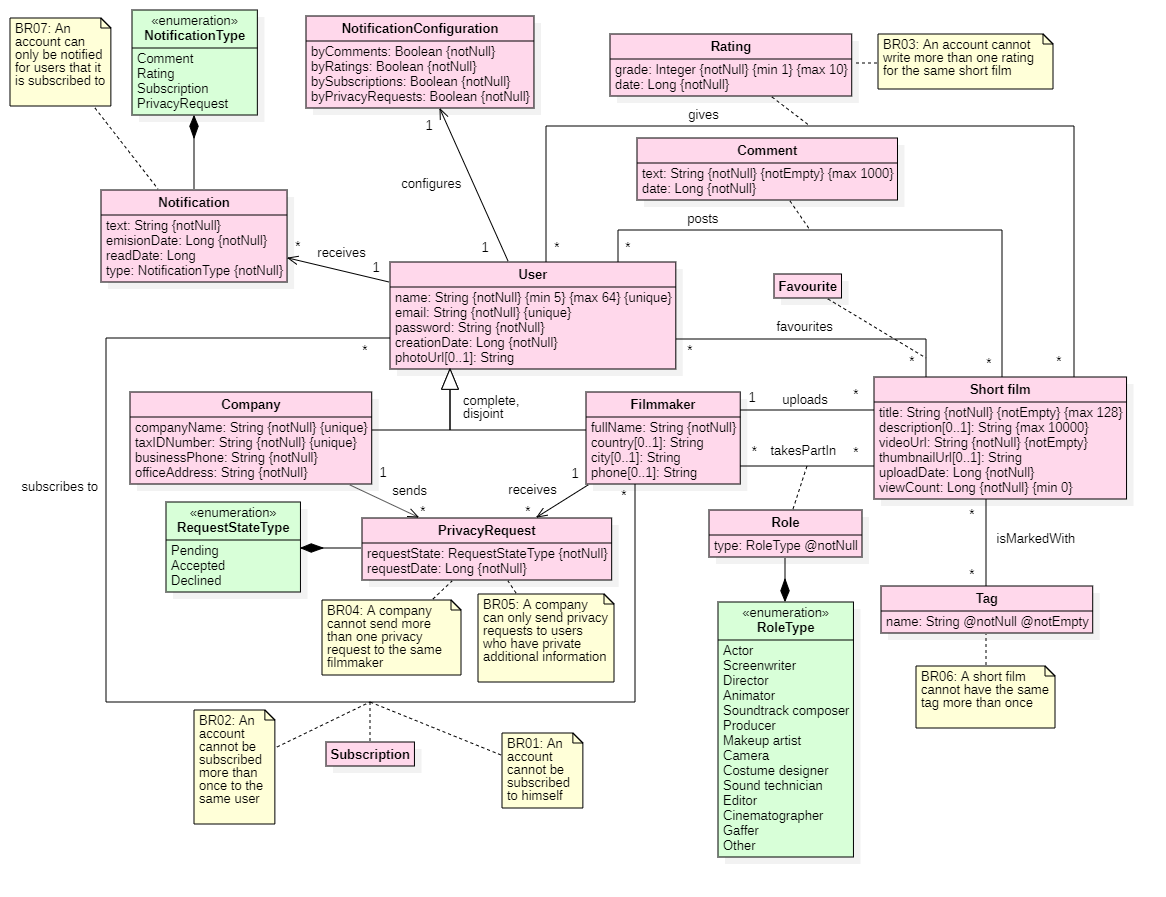 BR07: An
account can
only be notified
for users that it
is subscribed to
«enumeration»
NotificationType
Comment
Rating
Subscription
PrivacyRequest
NotificationConfiguration
byComments: Boolean {notNull}
byRatings: Boolean {notNull}
bySubscriptions: Boolean {notNull}
byPrivacyRequests: Boolean {notNull}
Rating
grade: Integer {notNull} {min 1} {max 10}
date: Long {notNull}
BR03: An account cannot
write more than one rating
for the same short film
gives
1
configures
1
Comment
text: String {notNull} {notEmpty} {max 1000}
date: Long {notNull}
posts
*
*
Notification
text: String {notNull}
emisionDate: Long {notNull}
readDate: Long
type: NotificationType {notNull}
*
receives
1
User
name: String {notNull} {min 5} {max 64} {unique}
email: String {notNull} {unique}
password: String {notNull}
creationDate: Long {notNull}
photoUrl[0..1]: String
Favourite
favourites
*
*
*
*
*
complete,
disjoint
Company
companyName: String {notNull} {unique}
taxIDNumber: String {notNull} {unique}
businessPhone: String {notNull}
officeAddress: String {notNull}
Filmmaker
fullName: String {notNull}
country[0..1]: String
city[0..1]: String
phone[0..1]: String
1
uploads
*
*
takesPartIn
*
Short film
title: String {notNull} {notEmpty} {max 128}
description[0..1]: String {max 10000}
videoUrl: String {notNull} {notEmpty}
thumbnailUrl[0..1]: String
uploadDate: Long {notNull}
viewCount: Long {notNull} {min 0}
subscribes to
1
sends
*
1
receives
*
*
«enumeration»
RequestStateType
Pending
Accepted
Declined
PrivacyRequest
requestState: RequestStateType {notNull}
requestDate: Long {notNull}
Role
type: RoleType @notNull
*
isMarkedWith
*
Tag
name: String @notNull @notEmpty
BR04: A company
cannot send more
than one privacy
request to the same
filmmaker
BR05: A company
can only send privacy
requests to users
who have private
additional information
«enumeration»
RoleType
Actor
Screenwriter
Director
Animator
Soundtrack composer
Producer
Makeup artist
Camera
Costume designer
Sound technician
Editor
Cinematographer
Gaffer
Other
BR06: A short film
cannot have the same
tag more than once
BR02: An
account
cannot be
subscribed
more than
once to the
same user
Subscription
BR01: An
account
cannot be
subscribed
to himself